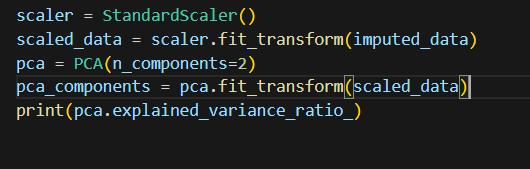 scaler = StandardScaler()
scaled_data = scaler.fit_transform(imputed_data)
pca = PCA(n_components=2)
pca_components = pca.fit_transform(scaled_data)
print(pca.explained_variance_ratio_)